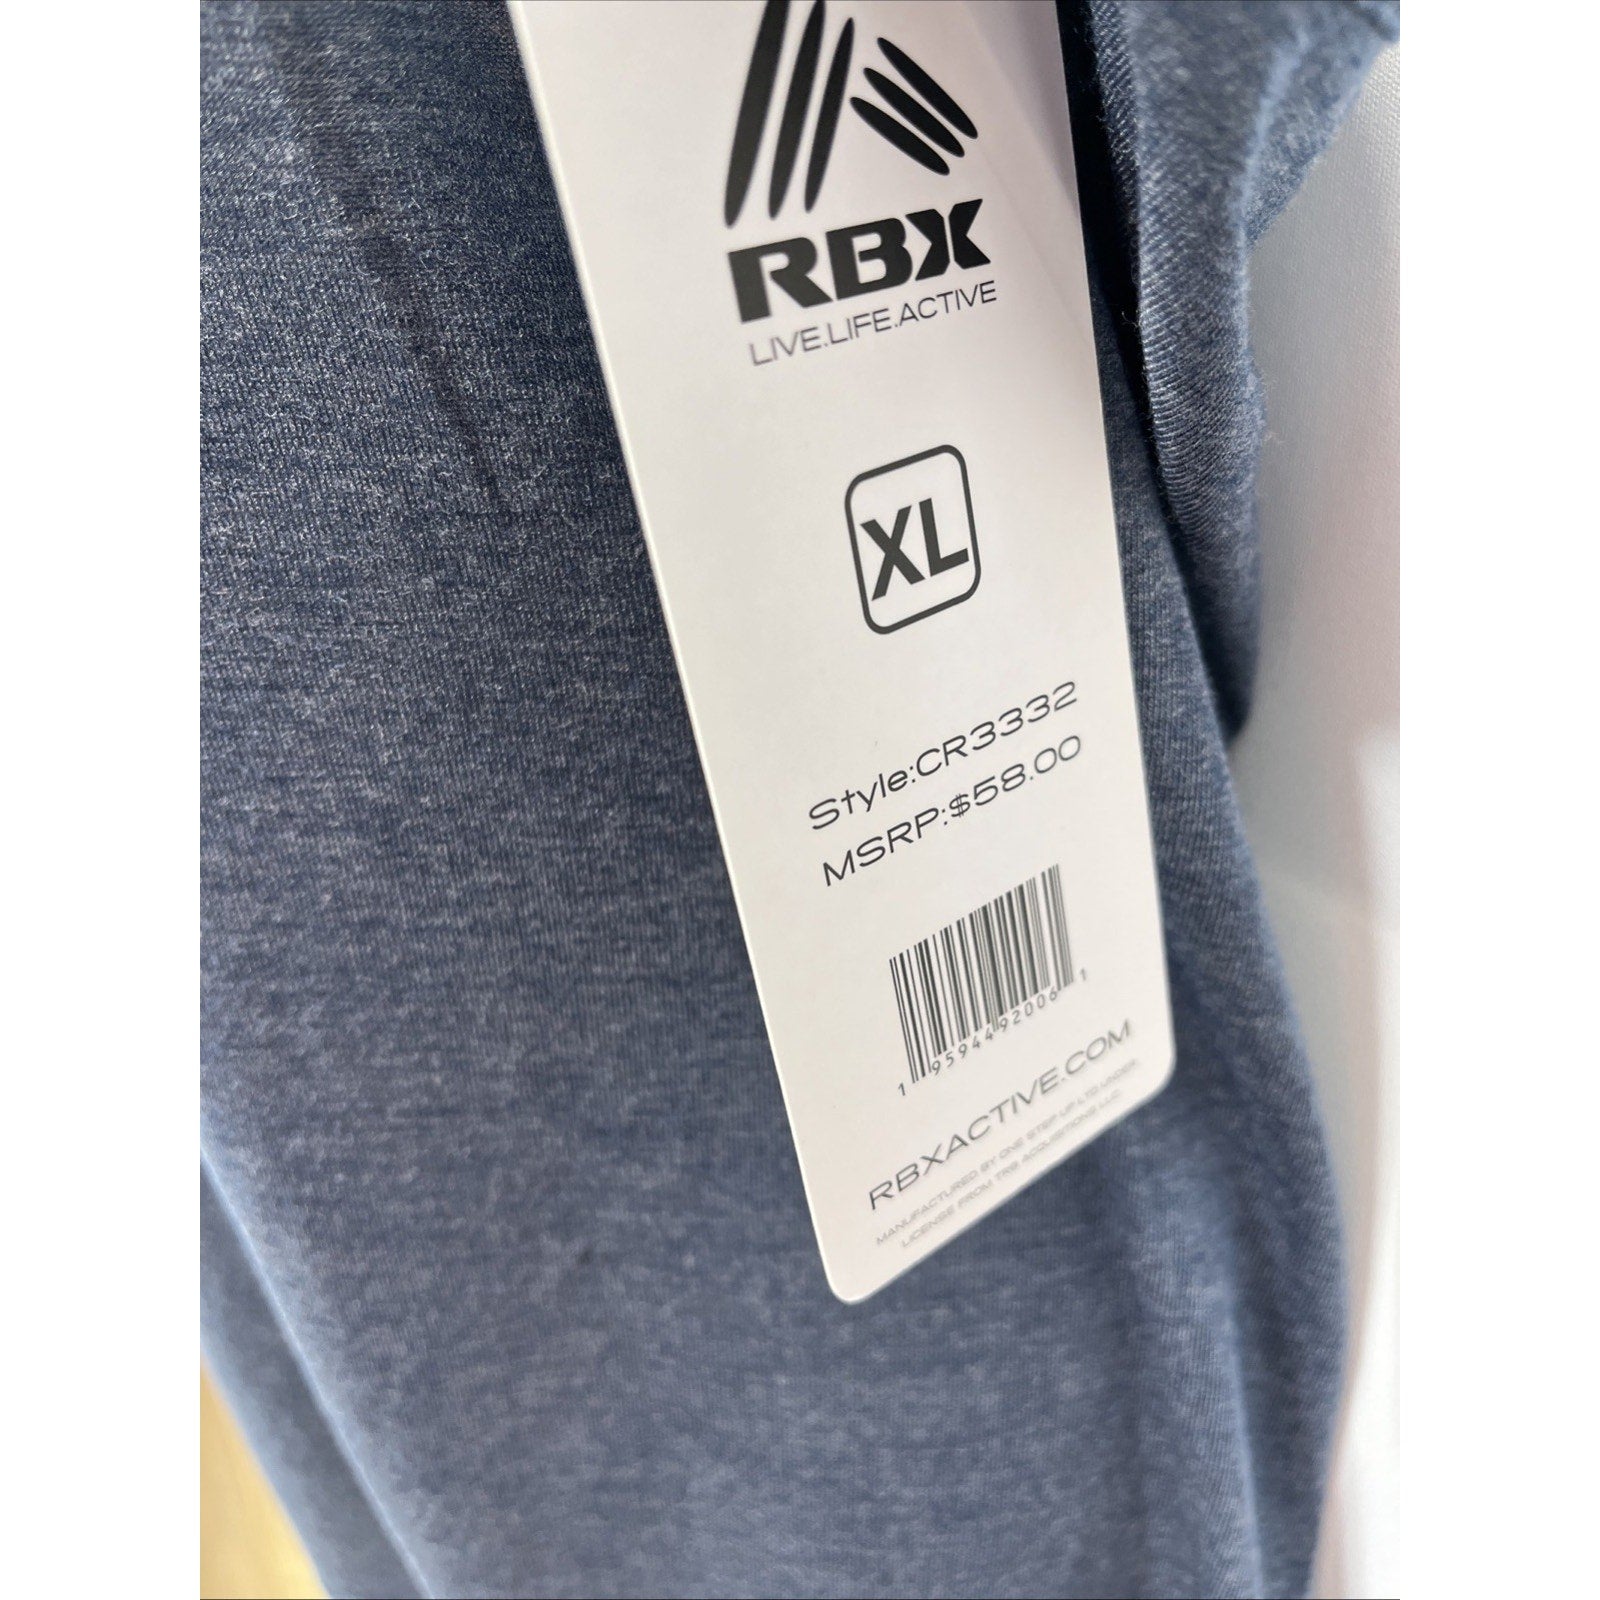 RBX
LIVE.LIFE.ACTIVE
XL
Style:CR3332
MSRP:$58.00
1 95944 92006 1
RBXACTIVE.COM
MANUFACTURED BY ONE STEP UP LTD UNDER
LICENSE FROM TRB ACQUISITIONS LLC.